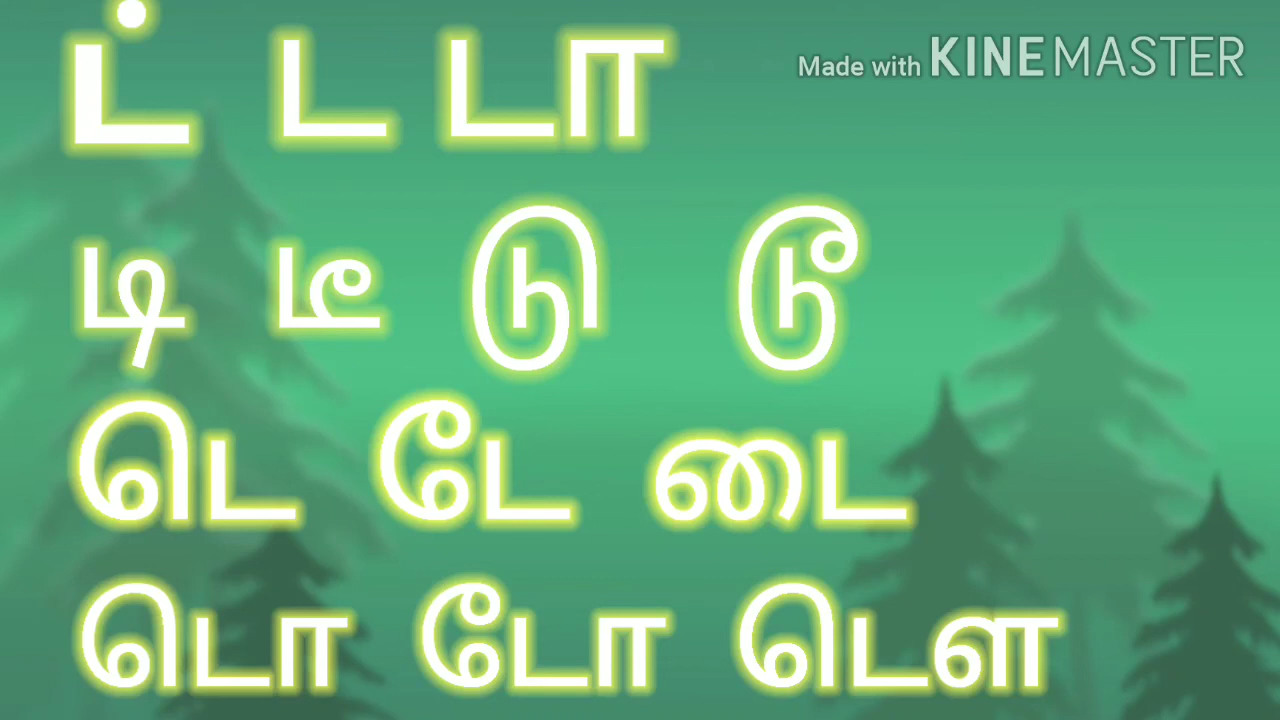 ட் ட டா
Made with KINEMASTER
டி டீ டு டூ
டெ டே டை
டொ டோ டௌ